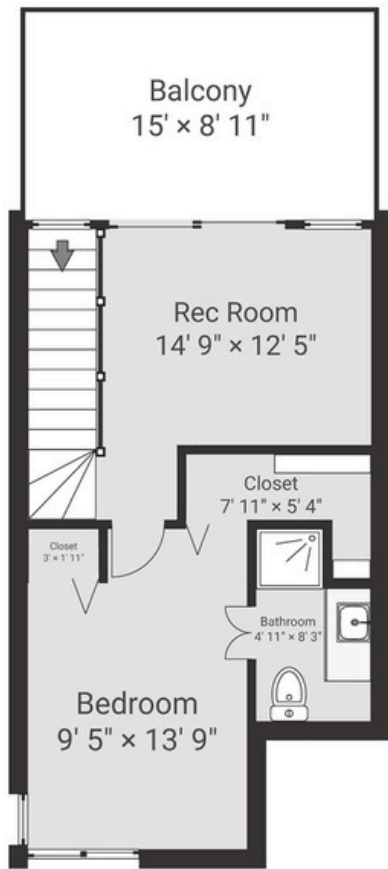 Balcony
15' × 8' 11"
Rec Room
14' 9" × 12' 5"
Closet
7' 11" × 5' 4"
Closet
3' × 1' 11"
Bathroom
4' 11" × 8' 3"
Bedroom
9' 5" × 13' 9"